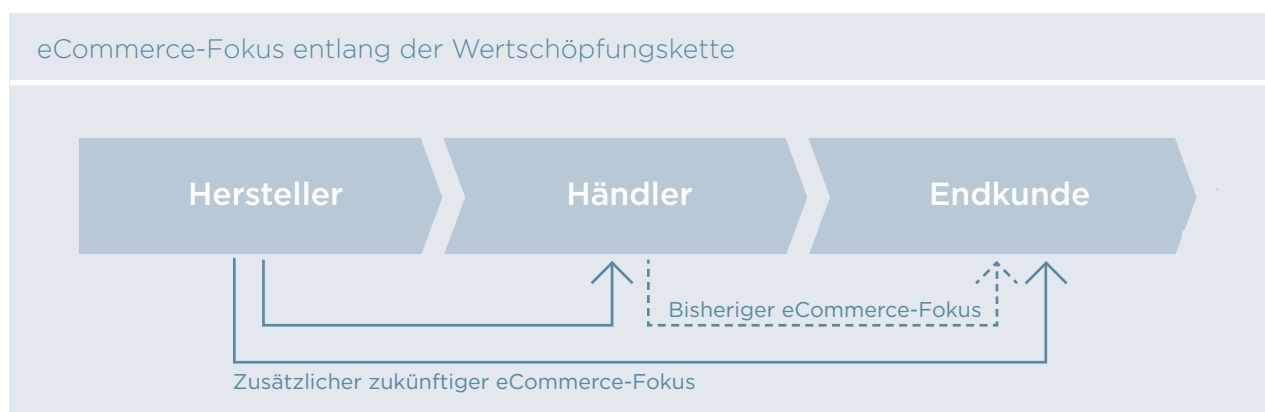 eCommerce-Fokus entlang der Wertschöpfungskette
Hersteller
Händler
Endkunde
Bisheriger eCommerce-Fokus
Zusätzlicher zukünftiger eCommerce-Fokus